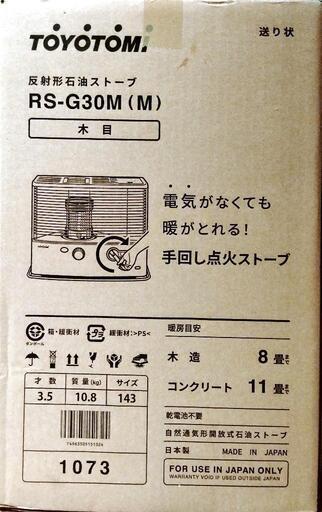 TOYOTOMi
送り状
反射形石油ストーブ
RS-G30M(M)
木目
電気がなくても
暖がとれる!
手回し点火ストーブ
箱・緩衝材
ダンボール
緩衝材:>PS<
暖房目安
木造 8畳まで
コンクリート 11畳まで
才数 質量(kg) サイズ
3.5 10.8 143
乾電池不要
自然通気形開放式石油ストーブ
日本製 MADE IN JAPAN
1073
FOR USE IN JAPAN ONLY
WARRANTY VOID IF USED OUTSIDE JAPAN